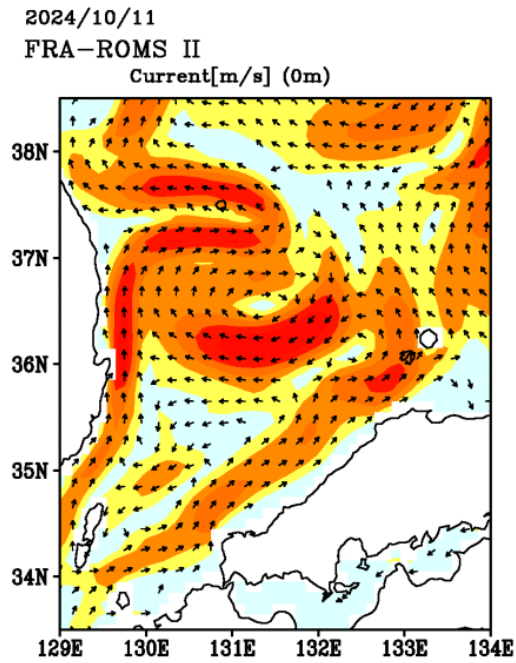 2024/10/11
FRA-ROMS II
Current[m/s] (0m)
38N
37N
36N
35N
34N
129E 130E 131E 132E 133E 134E